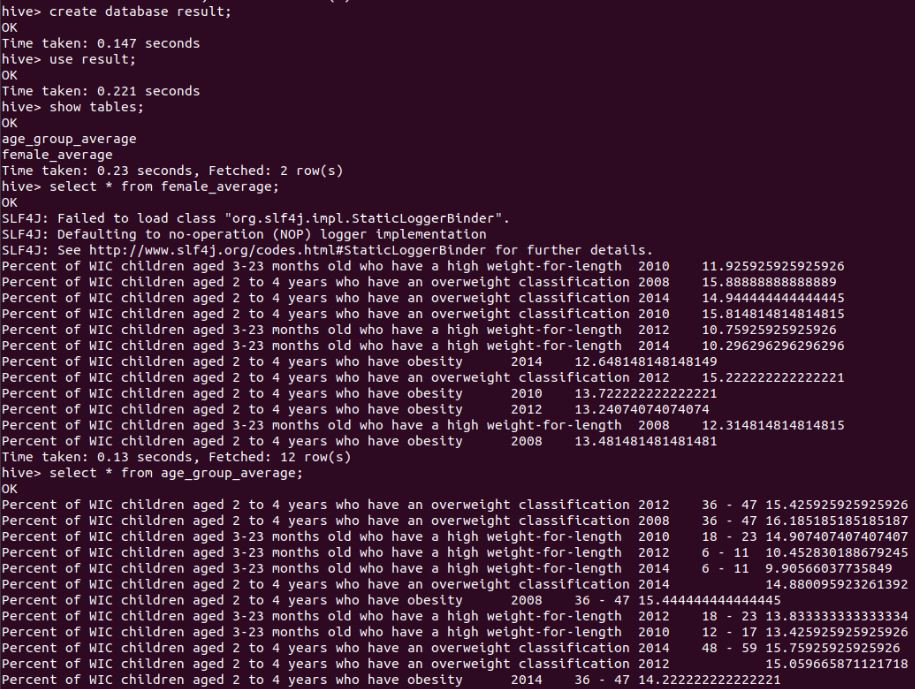 hive> create database result;
OK
Time taken: 0.147 seconds
hive> use result;
OK
Time taken: 0.221 seconds
hive> show tables;
OK
age_group_average
female_average
Time taken: 0.23 seconds, Fetched: 2 row(s)
hive> select * from female_average;
OK
SLF4J: Failed to load class "org.slf4j.impl.StaticLoggerBinder".
SLF4J: Defaulting to no-operation (NOP) logger implementation
SLF4J: See http://www.slf4j.org/codes.html#StaticLoggerBinder for further details.
Percent of WIC children aged 3-23 months old who have a high weight-for-length  2010    11.925925925925926
Percent of WIC children aged 2 to 4 years who have an overweight classification 2008    15.88888888888889
Percent of WIC children aged 2 to 4 years who have an overweight classification 2014    14.944444444444445
Percent of WIC children aged 2 to 4 years who have an overweight classification 2010    15.814814814814815
Percent of WIC children aged 3-23 months old who have a high weight-for-length  2012    10.75925925925926
Percent of WIC children aged 3-23 months old who have a high weight-for-length  2014    10.296296296296296
Percent of WIC children aged 2 to 4 years who have obesity      2014    12.648148148148149
Percent of WIC children aged 2 to 4 years who have an overweight classification 2012    15.222222222222221
Percent of WIC children aged 2 to 4 years who have obesity      2010    13.722222222222221
Percent of WIC children aged 2 to 4 years who have obesity      2012    13.24074074074074
Percent of WIC children aged 3-23 months old who have a high weight-for-length  2008    12.314814814814815
Percent of WIC children aged 2 to 4 years who have obesity      2008    13.481481481481481
Time taken: 0.13 seconds, Fetched: 12 row(s)
hive> select * from age_group_average;
OK
Percent of WIC children aged 2 to 4 years who have an overweight classification 2012    36 - 47 15.425925925925926
Percent of WIC children aged 2 to 4 years who have an overweight classification 2008    36 - 47 16.185185185185187
Percent of WIC children aged 3-23 months old who have a high weight-for-length  2010    18 - 23 14.907407407407407
Percent of WIC children aged 3-23 months old who have a high weight-for-length  2012    6 - 11  10.452830188679245
Percent of WIC children aged 3-23 months old who have a high weight-for-length  2014    6 - 11  9.90566037735849
Percent of WIC children aged 2 to 4 years who have an overweight classification 2014            14.880095923261392
Percent of WIC children aged 2 to 4 years who have obesity      2008    36 - 47 15.444444444444445
Percent of WIC children aged 3-23 months old who have a high weight-for-length  2012    18 - 23 13.833333333333334
Percent of WIC children aged 3-23 months old who have a high weight-for-length  2010    12 - 17 13.425925925925926
Percent of WIC children aged 2 to 4 years who have an overweight classification 2014    48 - 59 15.75925925925926
Percent of WIC children aged 2 to 4 years who have an overweight classification 2012            15.059665871121718
Percent of WIC children aged 2 to 4 years who have obesity      2014    36 - 47 14.222222222222221